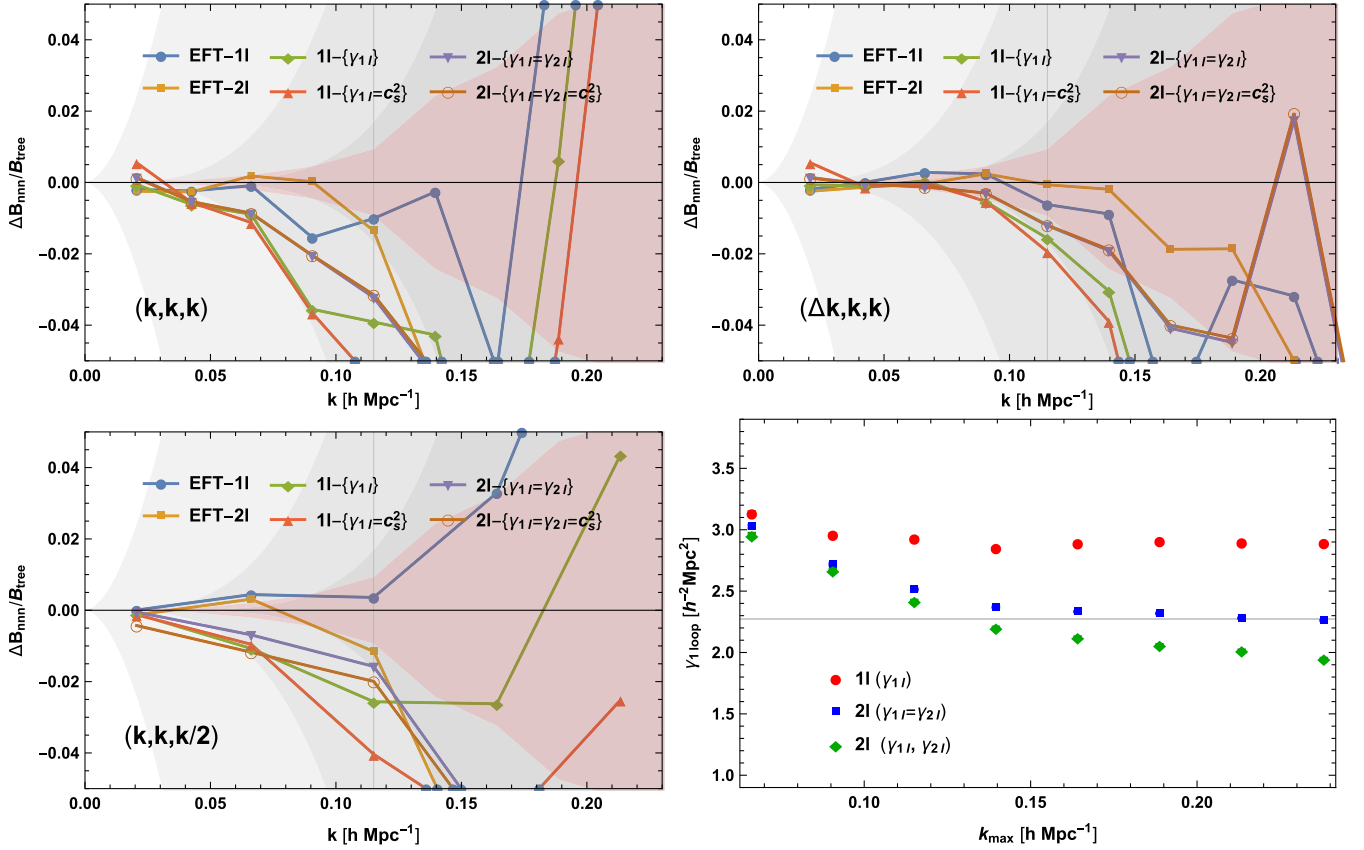 0.04
0.02
0.00
−0.02
−0.04
ΔB_nnn/B_tree
EFT−1l
1l−{γ_1l}
2l−{γ_1l=γ_2l}
EFT−2l
1l−{γ_1l=c_s^2}
2l−{γ_1l=γ_2l=c_s^2}
(k,k,k)
0.00 0.05 0.10 0.15 0.20
k [h Mpc⁻¹]
0.04
0.02
0.00
−0.02
−0.04
ΔB_nnn/B_tree
EFT−1l
1l−{γ_1l}
2l−{γ_1l=γ_2l}
EFT−2l
1l−{γ_1l=c_s^2}
2l−{γ_1l=γ_2l=c_s^2}
(Δk,k,k)
0.00 0.05 0.10 0.15 0.20
k [h Mpc⁻¹]
0.04
0.02
0.00
−0.02
−0.04
ΔB_nnn/B_tree
EFT−1l
1l−{γ_1l}
2l−{γ_1l=γ_2l}
EFT−2l
1l−{γ_1l=c_s^2}
2l−{γ_1l=γ_2l=c_s^2}
(k,k,k/2)
0.00 0.05 0.10 0.15 0.20
k [h Mpc⁻¹]
3.5
3.0
2.5
2.0
1.5
1.0
γ_1 loop [h⁻²Mpc²]
1l (γ_1l)
2l (γ_1l=γ_2l)
2l (γ_1l, γ_2l)
0.10 0.15 0.20
k_max [h Mpc⁻¹]